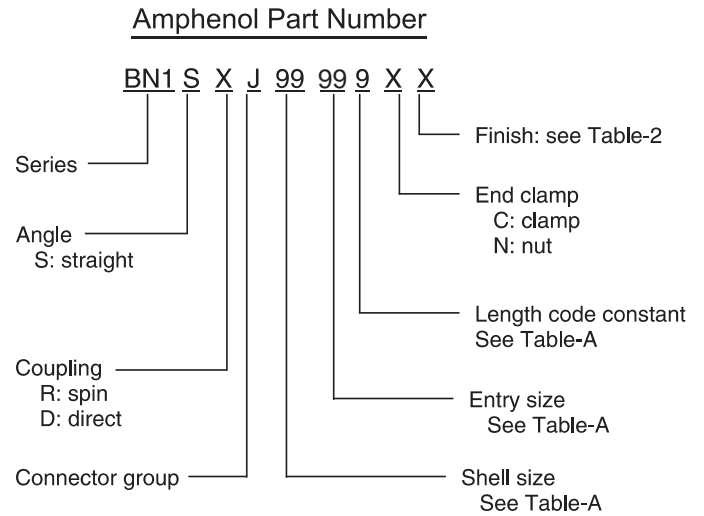 Amphenol Part Number
BN1 S X J 99 99 9 X X
Series
Angle
S: straight
Coupling
R: spin
D: direct
Connector group
Finish: see Table-2
End clamp
C: clamp
N: nut
Length code constant
See Table-A
Entry size
See Table-A
Shell size
See Table-A